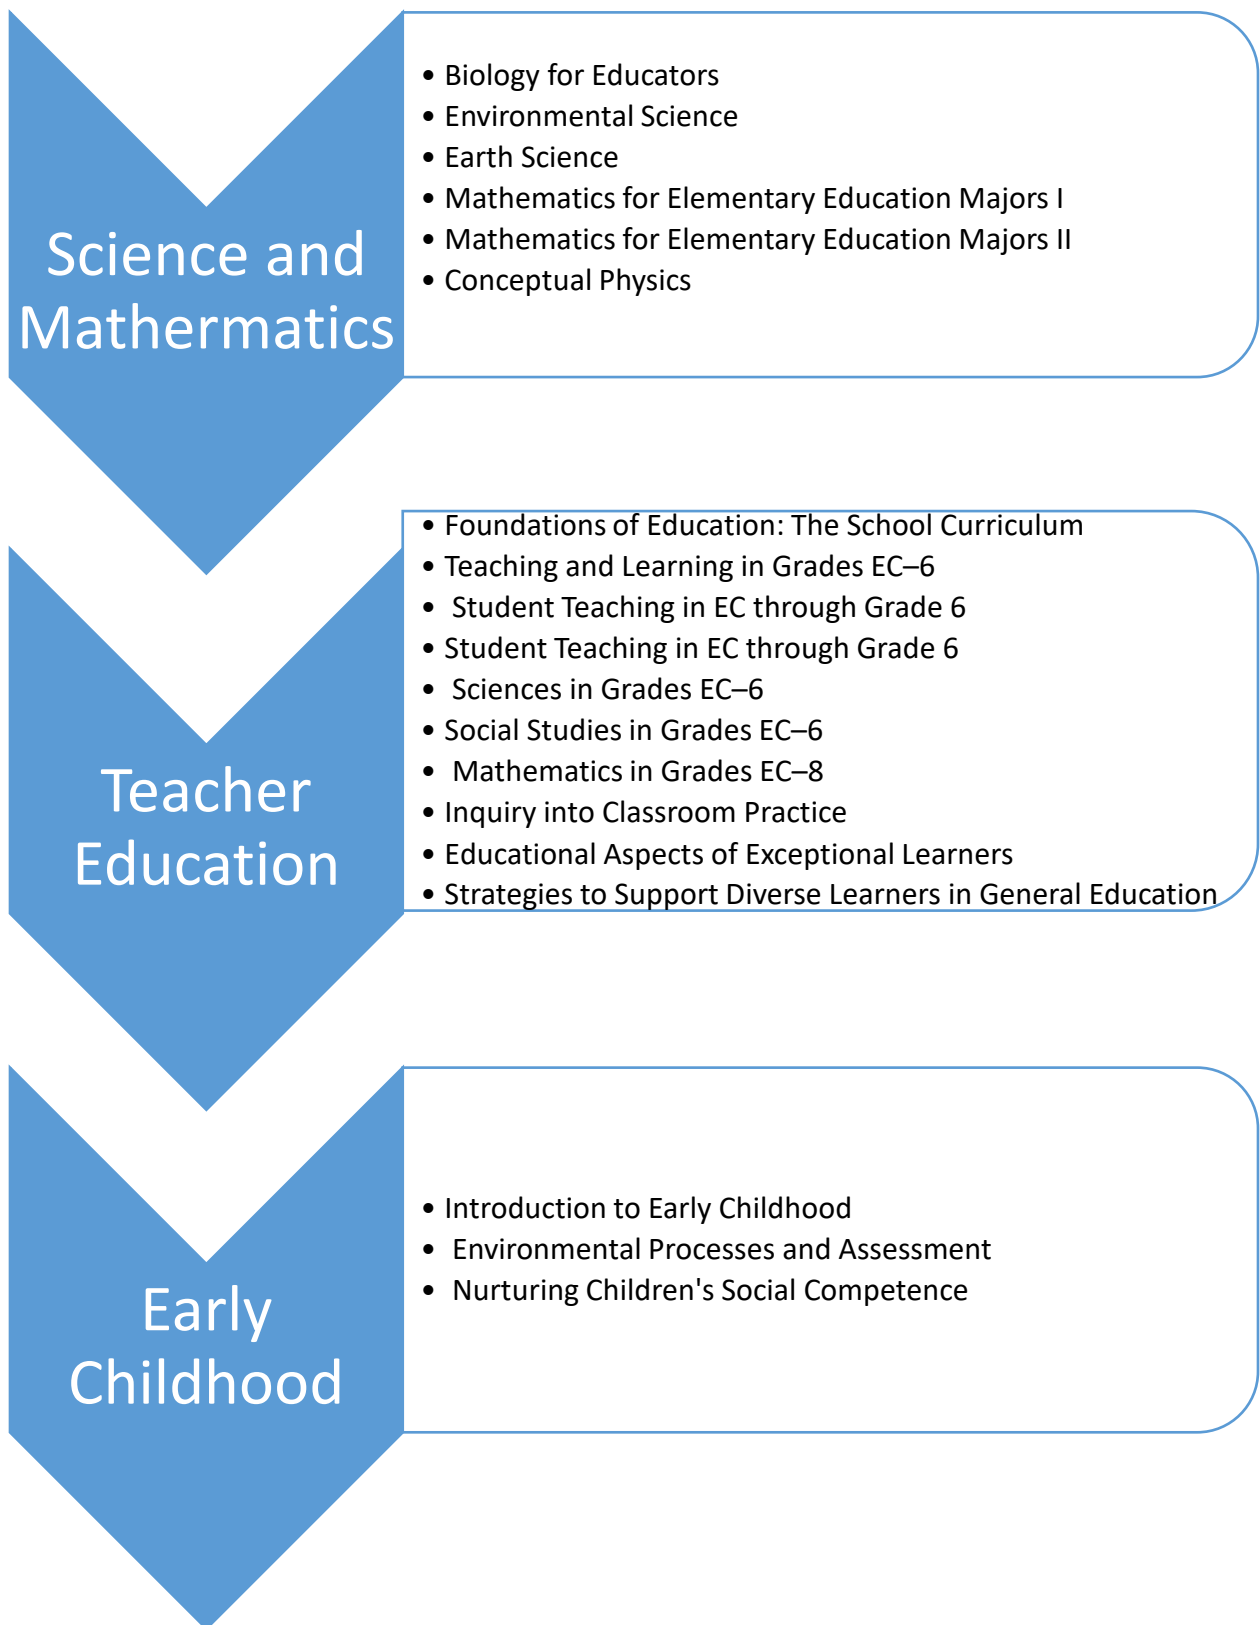 Science and
Mathermatics
• Biology for Educators
• Environmental Science
• Earth Science
• Mathematics for Elementary Education Majors I
• Mathematics for Elementary Education Majors II
• Conceptual Physics
Teacher
Education
• Foundations of Education: The School Curriculum
• Teaching and Learning in Grades EC–6
• Student Teaching in EC through Grade 6
• Student Teaching in EC through Grade 6
• Sciences in Grades EC–6
• Social Studies in Grades EC–6
• Mathematics in Grades EC–8
• Inquiry into Classroom Practice
• Educational Aspects of Exceptional Learners
• Strategies to Support Diverse Learners in General Education
Early
Childhood
• Introduction to Early Childhood
• Environmental Processes and Assessment
• Nurturing Children's Social Competence